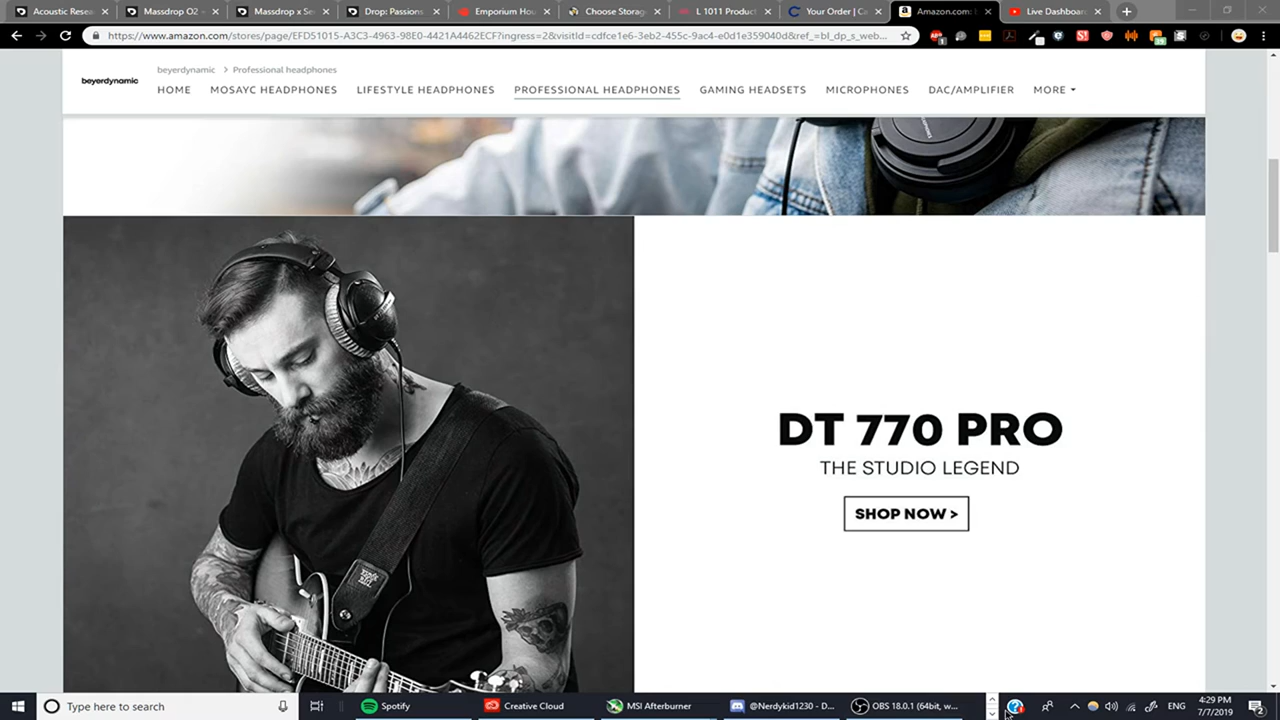 Acoustic Resea
Massdrop O2 +
Massdrop x Se
Drop: Passions
Emporium Hou
Choose Storag
L 1011 Product
Your Order | Ca
Amazon.com:
Live Dashboard
https://www.amazon.com/stores/page/EFD51015-A3C3-4963-98E0-4421A4462ECF?ingress=2&visitId=cdfce1e6-3eb2-455c-9ac4-e0d1e359040d&ref_=bl_dp_s_web...
beyerdynamic
beyerdynamic > Professional headphones
HOME MOSAYC HEADPHONES LIFESTYLE HEADPHONES PROFESSIONAL HEADPHONES GAMING HEADSETS MICROPHONES DAC/AMPLIFIER MORE
DT 770 PRO
THE STUDIO LEGEND
SHOP NOW >
Type here to search
Spotify
Creative Cloud
MSI Afterburner
@Nerdykid1230 - D...
OBS 18.0.1 (64bit, w...
ENG
4:29 PM
7/7/2019